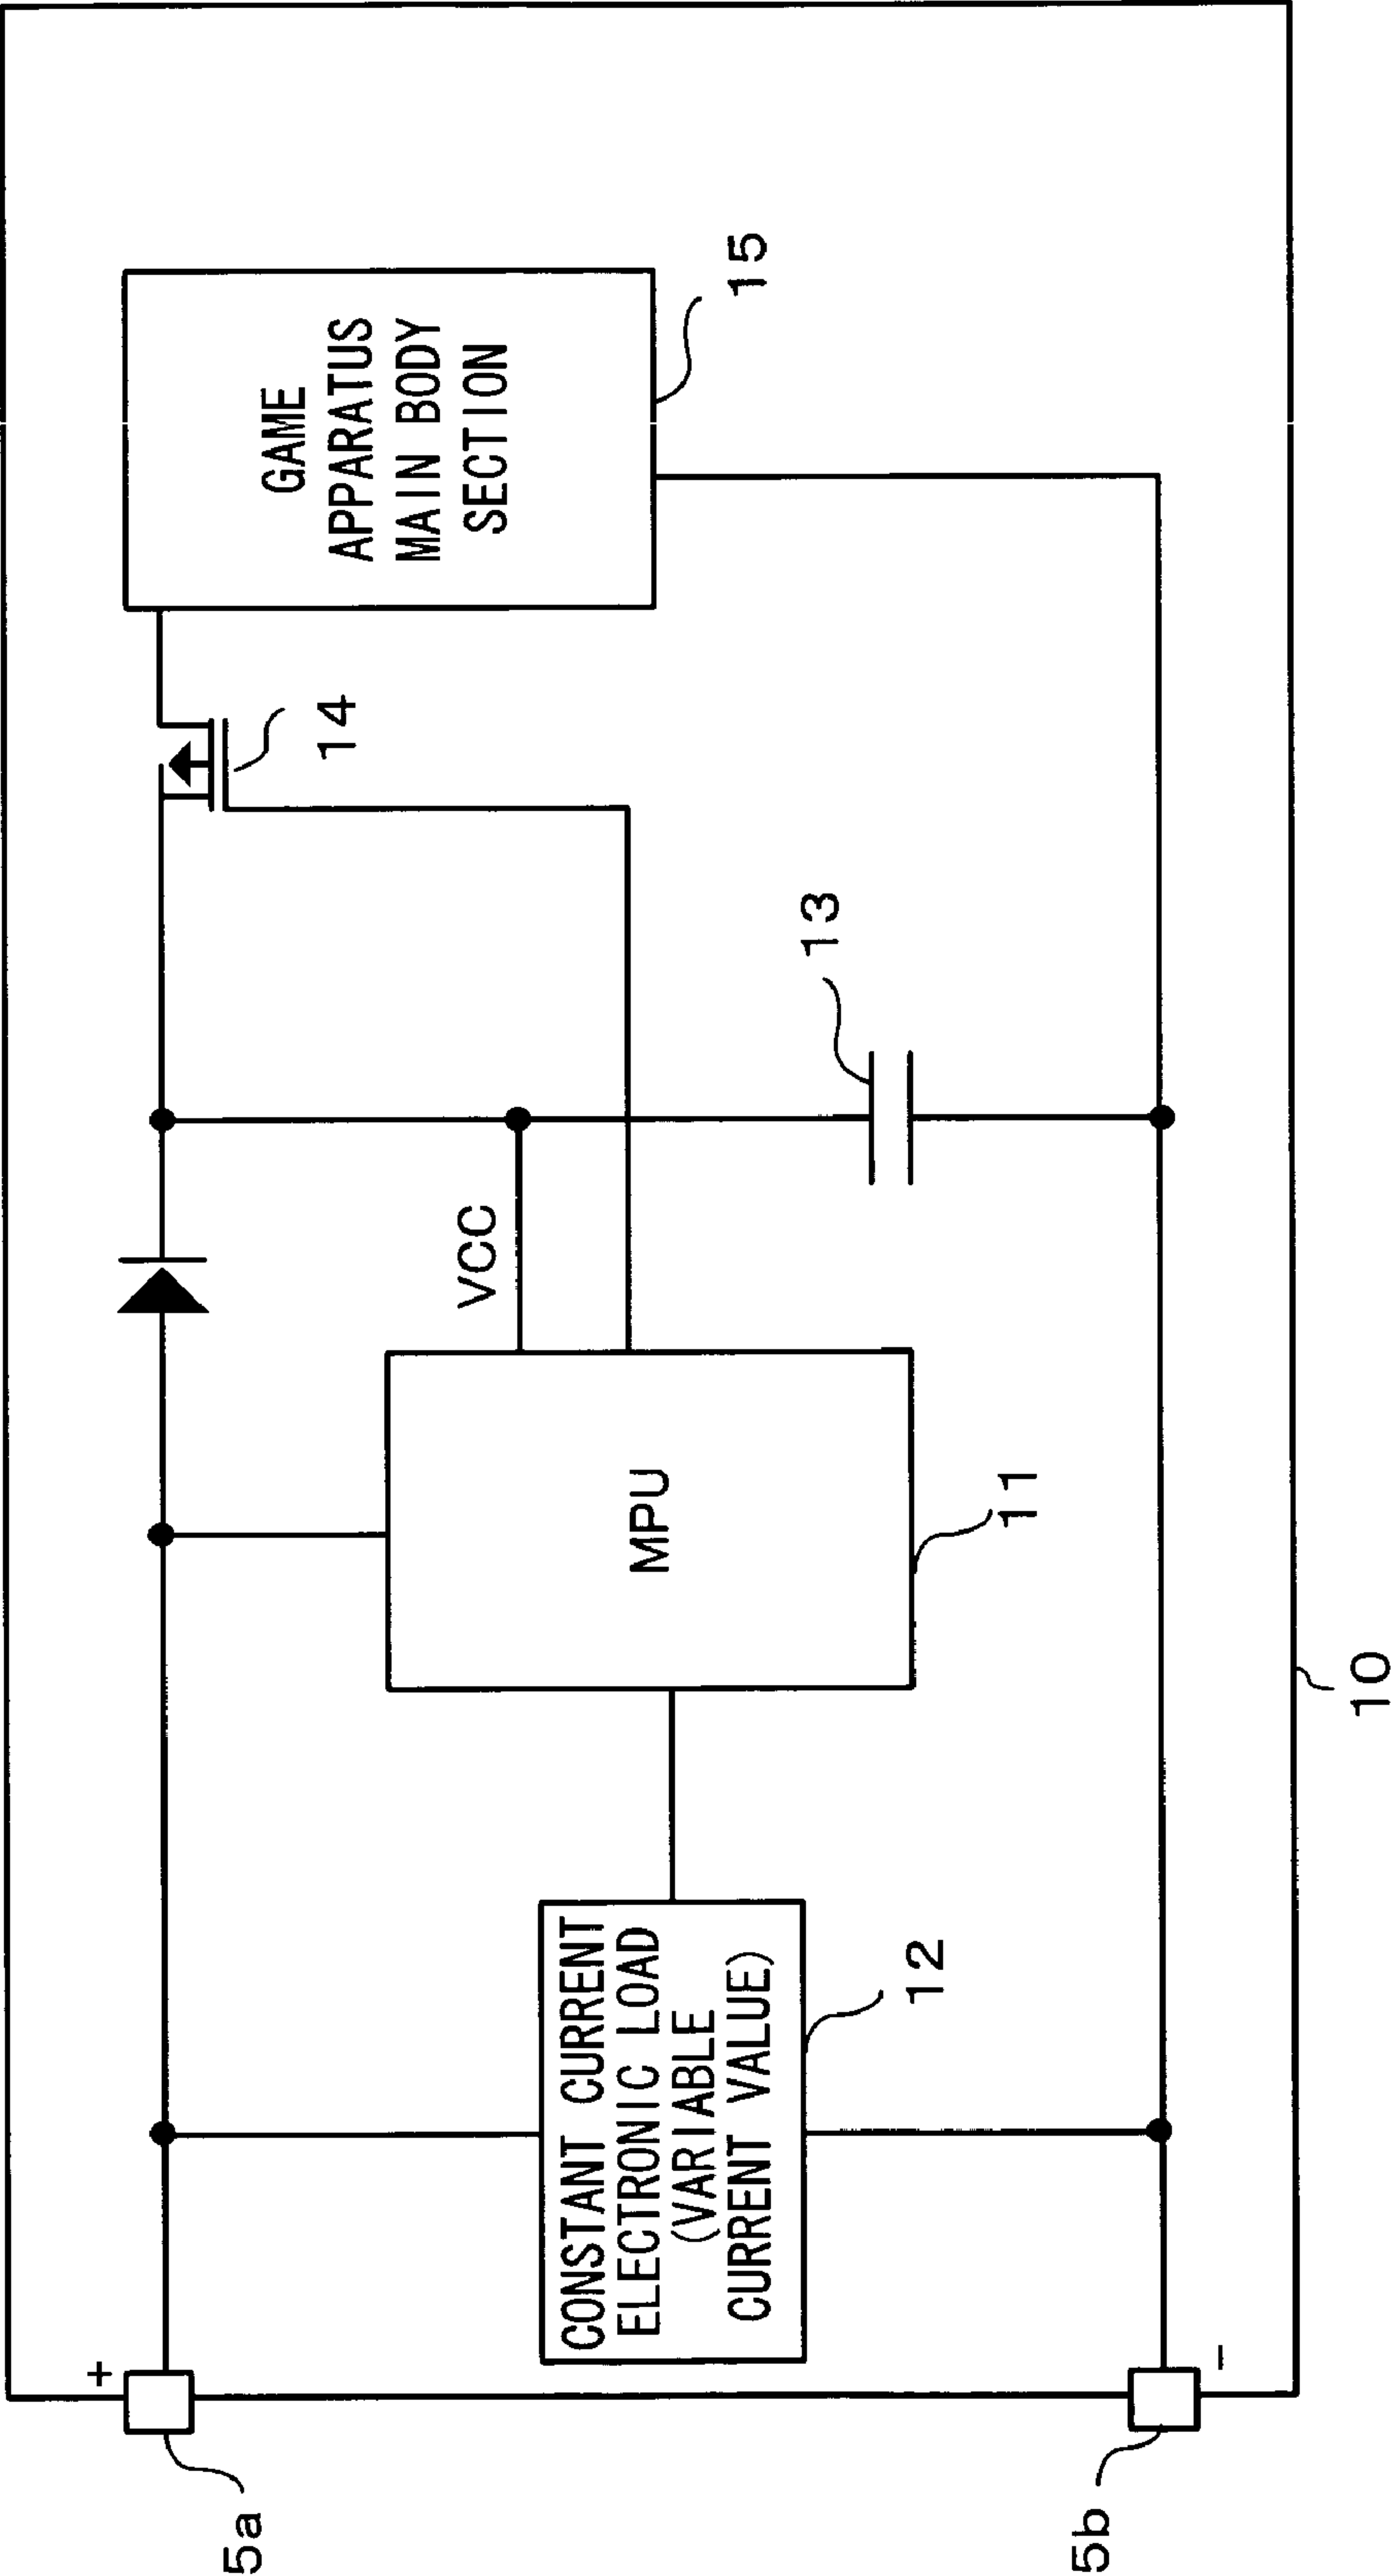 +
5a
CONSTANT CURRENT
ELECTRONIC LOAD
(VARIABLE
CURRENT VALUE)
12
MPU
11
VCC
13
14
GAME
APPARATUS
MAIN BODY
SECTION
15
−
5b
10